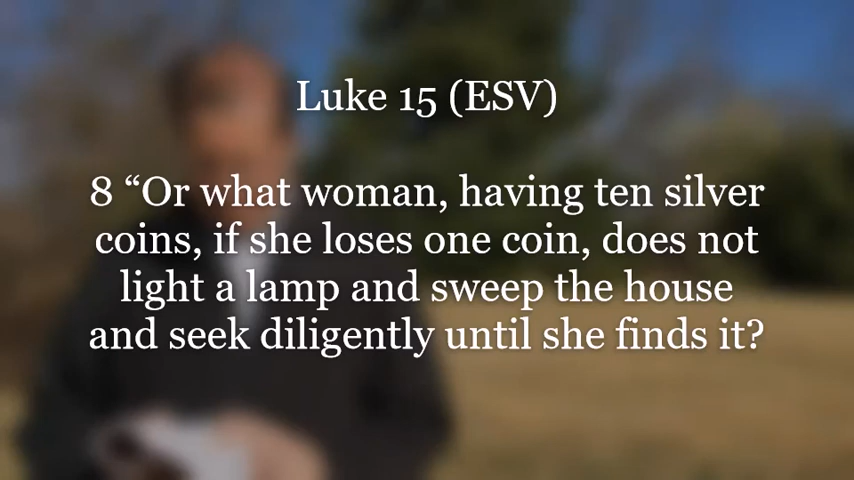 Luke 15 (ESV)
8 “Or what woman, having ten silver
coins, if she loses one coin, does not
light a lamp and sweep the house
and seek diligently until she finds it?